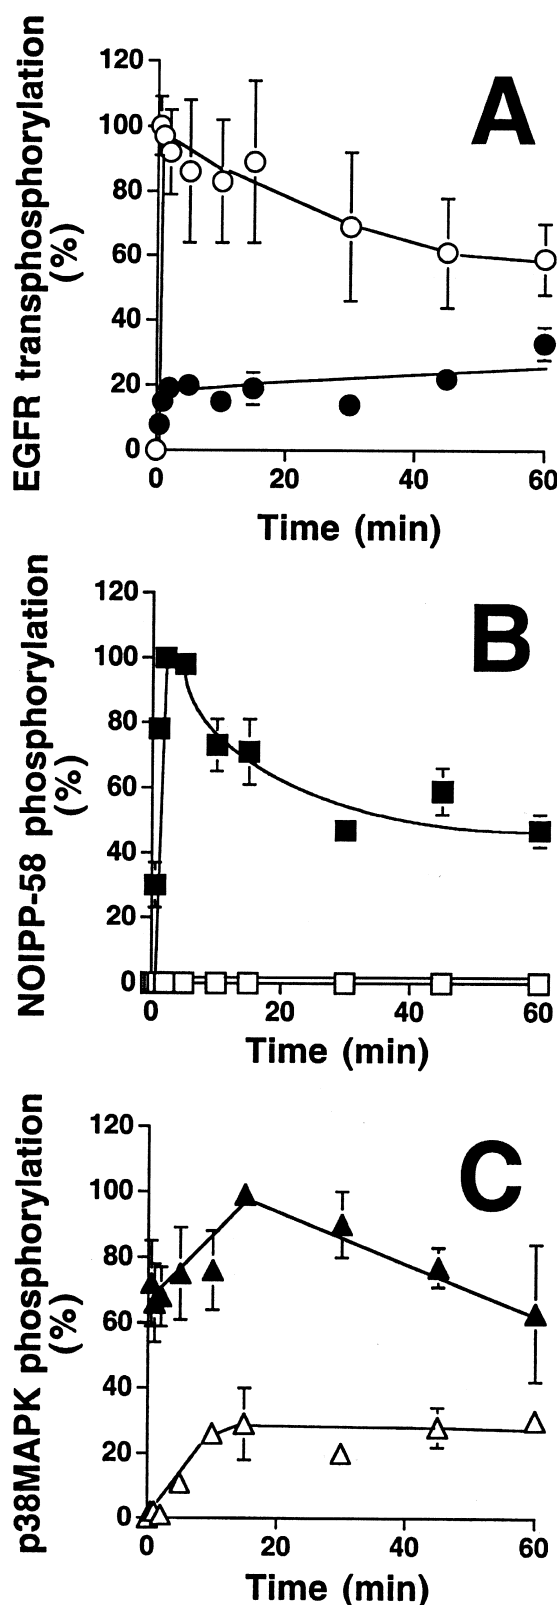 EGFR transphosphorylation
(%)
120
100
80
60
40
20
0
A
0 20 40 60
Time (min)
NOIPP-58 phosphorylation
(%)
120
100
80
60
40
20
0
B
0 20 40 60
Time (min)
p38MAPK phosphorylation
(%)
120
100
80
60
40
20
0
C
0 20 40 60
Time (min)